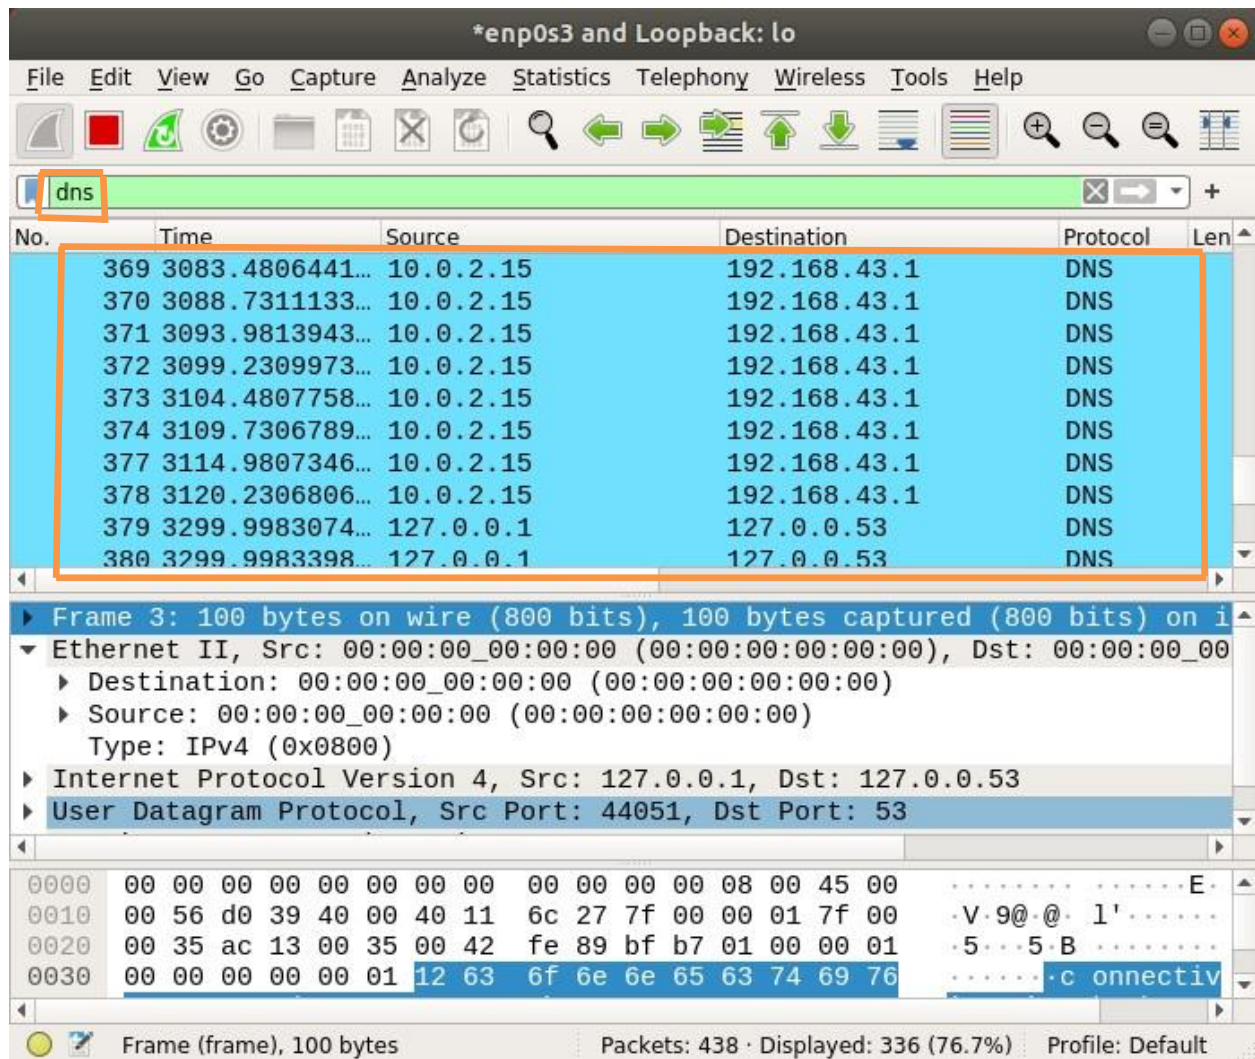 *enp0s3 and Loopback: lo
File Edit View Go Capture Analyze Statistics Telephony Wireless Tools Help
dns
No. Time Source Destination Protocol Len
369 3083.4806441… 10.0.2.15 192.168.43.1 DNS
370 3088.7311133… 10.0.2.15 192.168.43.1 DNS
371 3093.9813943… 10.0.2.15 192.168.43.1 DNS
372 3099.2309973… 10.0.2.15 192.168.43.1 DNS
373 3104.4807758… 10.0.2.15 192.168.43.1 DNS
374 3109.7306789… 10.0.2.15 192.168.43.1 DNS
377 3114.9807346… 10.0.2.15 192.168.43.1 DNS
378 3120.2306806… 10.0.2.15 192.168.43.1 DNS
379 3299.9983074… 127.0.0.1 127.0.0.53 DNS
380 3299.9983398… 127.0.0.1 127.0.0.53 DNS
Frame 3: 100 bytes on wire (800 bits), 100 bytes captured (800 bits) on i
Ethernet II, Src: 00:00:00_00:00:00 (00:00:00:00:00:00), Dst: 00:00:00_00
Destination: 00:00:00_00:00:00 (00:00:00:00:00:00)
Source: 00:00:00_00:00:00 (00:00:00:00:00:00)
Type: IPv4 (0x0800)
Internet Protocol Version 4, Src: 127.0.0.1, Dst: 127.0.0.53
User Datagram Protocol, Src Port: 44051, Dst Port: 53
0000 00 00 00 00 00 00 00 00 00 00 00 00 08 00 45 00 ········ ······E·
0010 00 56 d0 39 40 00 40 11 6c 27 7f 00 00 01 7f 00 ·V·9@·@· l'······
0020 00 35 ac 13 00 35 00 42 fe 89 bf b7 01 00 00 01 ·5···5·B ········
0030 00 00 00 00 00 01 12 63 6f 6e 6e 65 63 74 69 76 ·······c onnectiv
Frame (frame), 100 bytes Packets: 438 · Displayed: 336 (76.7%) Profile: Default